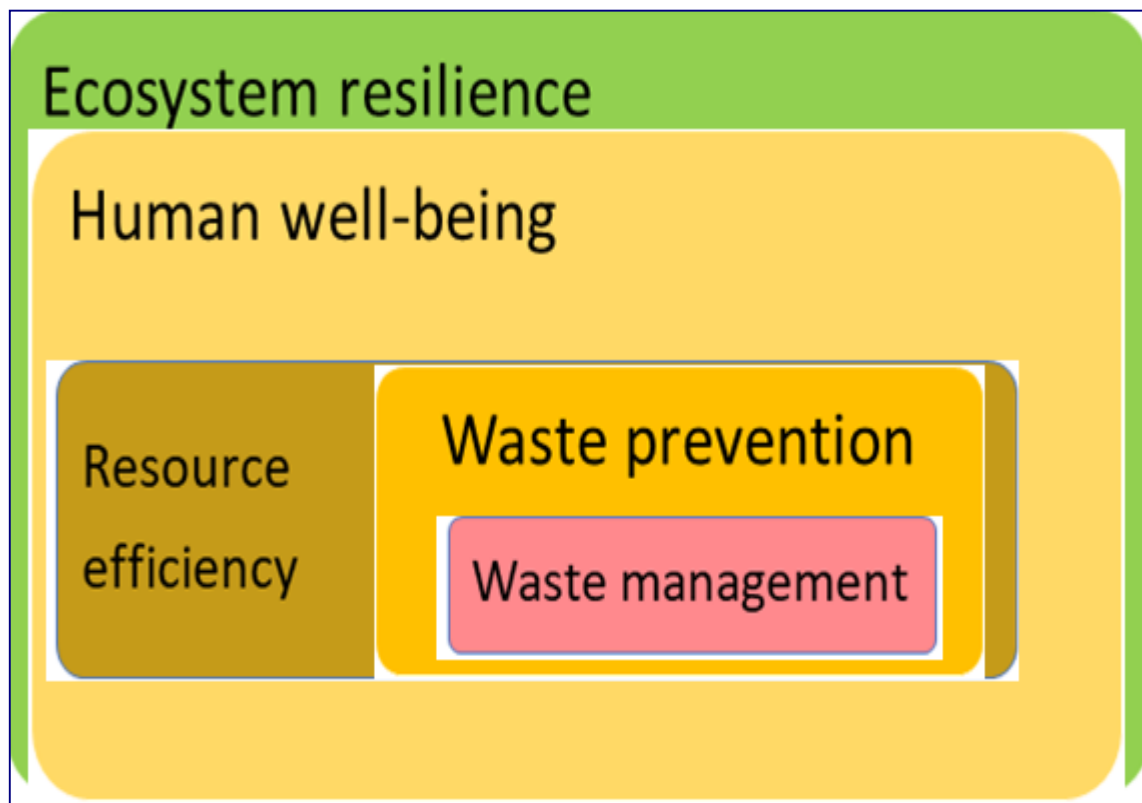 Ecosystem resilience
Human well-being
Resource
efficiency
Waste prevention
Waste management